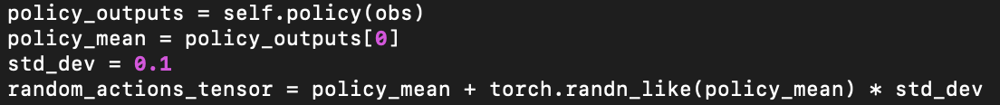 policy_outputs = self.policy(obs)
policy_mean = policy_outputs[0]
std_dev = 0.1
random_actions_tensor = policy_mean + torch.randn_like(policy_mean) * std_dev